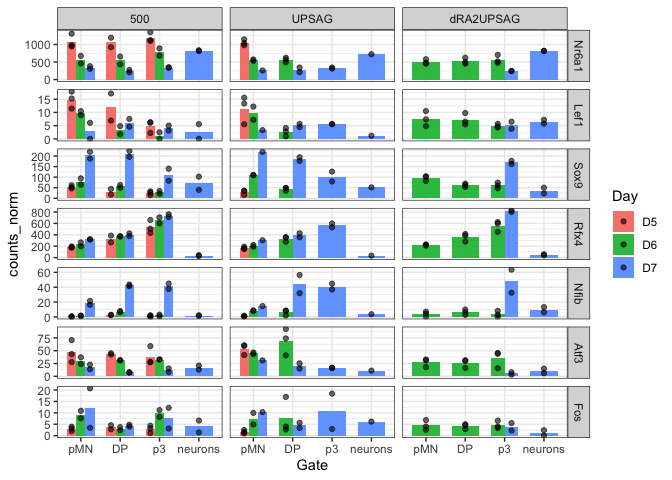 500 UPSAG dRA2UPSAG
1000
500
0
Nr6a1
15
10
5
0
Lef1
200
150
100
50
0
Sox9
800
600
400
200
0
Rfx4
60
40
20
0
Nfib
75
50
25
0
Atf3
20
15
10
5
0
Fos
counts_norm
pMN DP p3 neurons pMN DP p3 neurons pMN DP p3 neurons
Gate
Day
D5
D6
D7